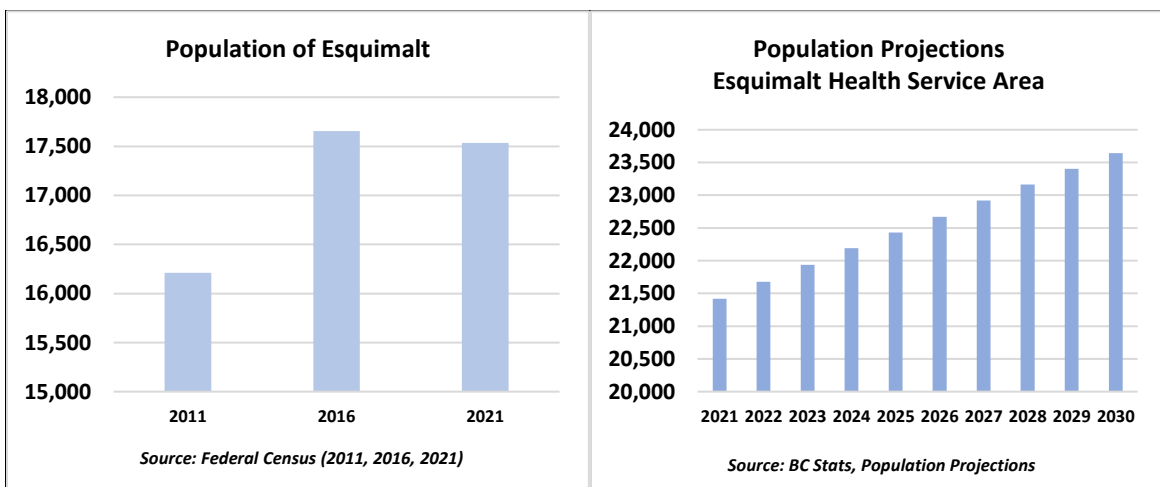 Population of Esquimalt
18,000
17,500
17,000
16,500
16,000
15,500
15,000
2011 2016 2021
Source: Federal Census (2011, 2016, 2021)
Population Projections
Esquimalt Health Service Area
24,000
23,500
23,000
22,500
22,000
21,500
21,000
20,500
20,000
2021 2022 2023 2024 2025 2026 2027 2028 2029 2030
Source: BC Stats, Population Projections